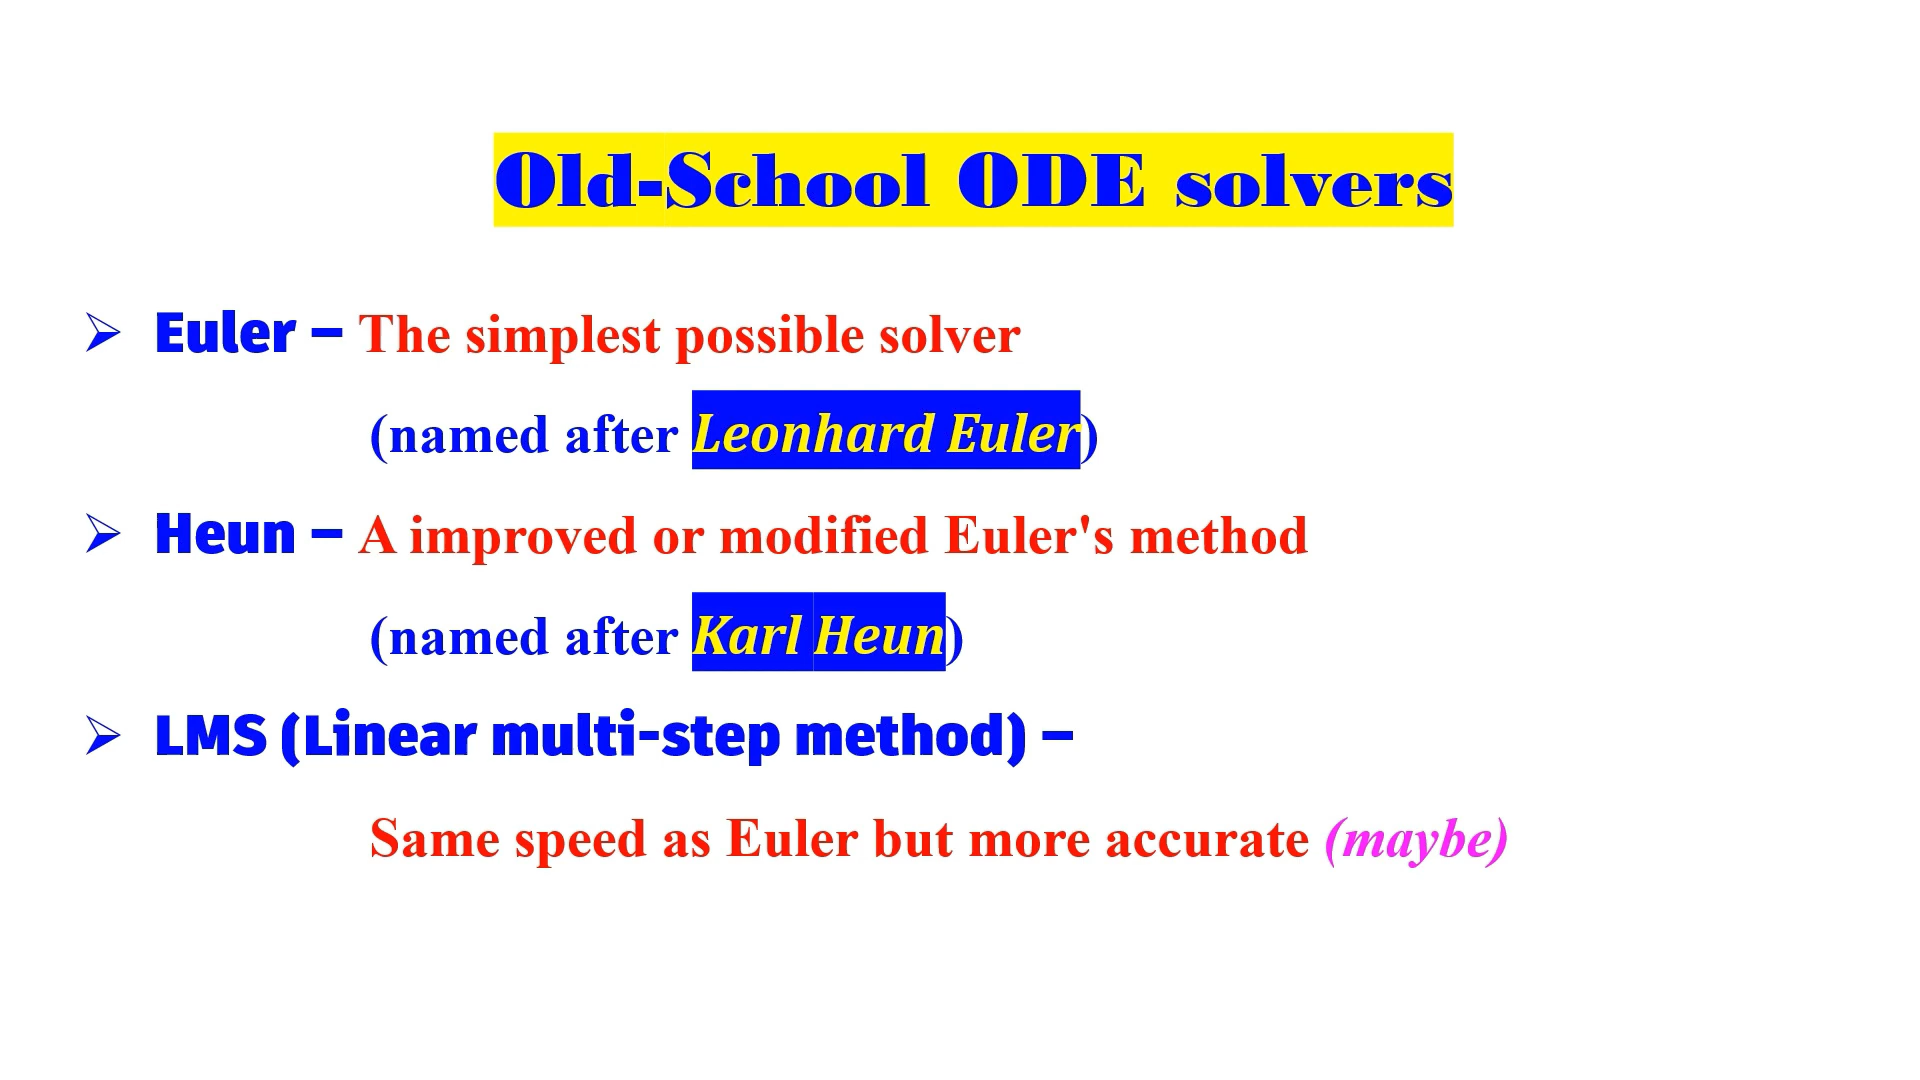 Old-School ODE solvers
➢ Euler – The simplest possible solver
(named after Leonhard Euler)
➢ Heun – A improved or modified Euler's method
(named after Karl Heun)
➢ LMS (Linear multi-step method) –
Same speed as Euler but more accurate (maybe)